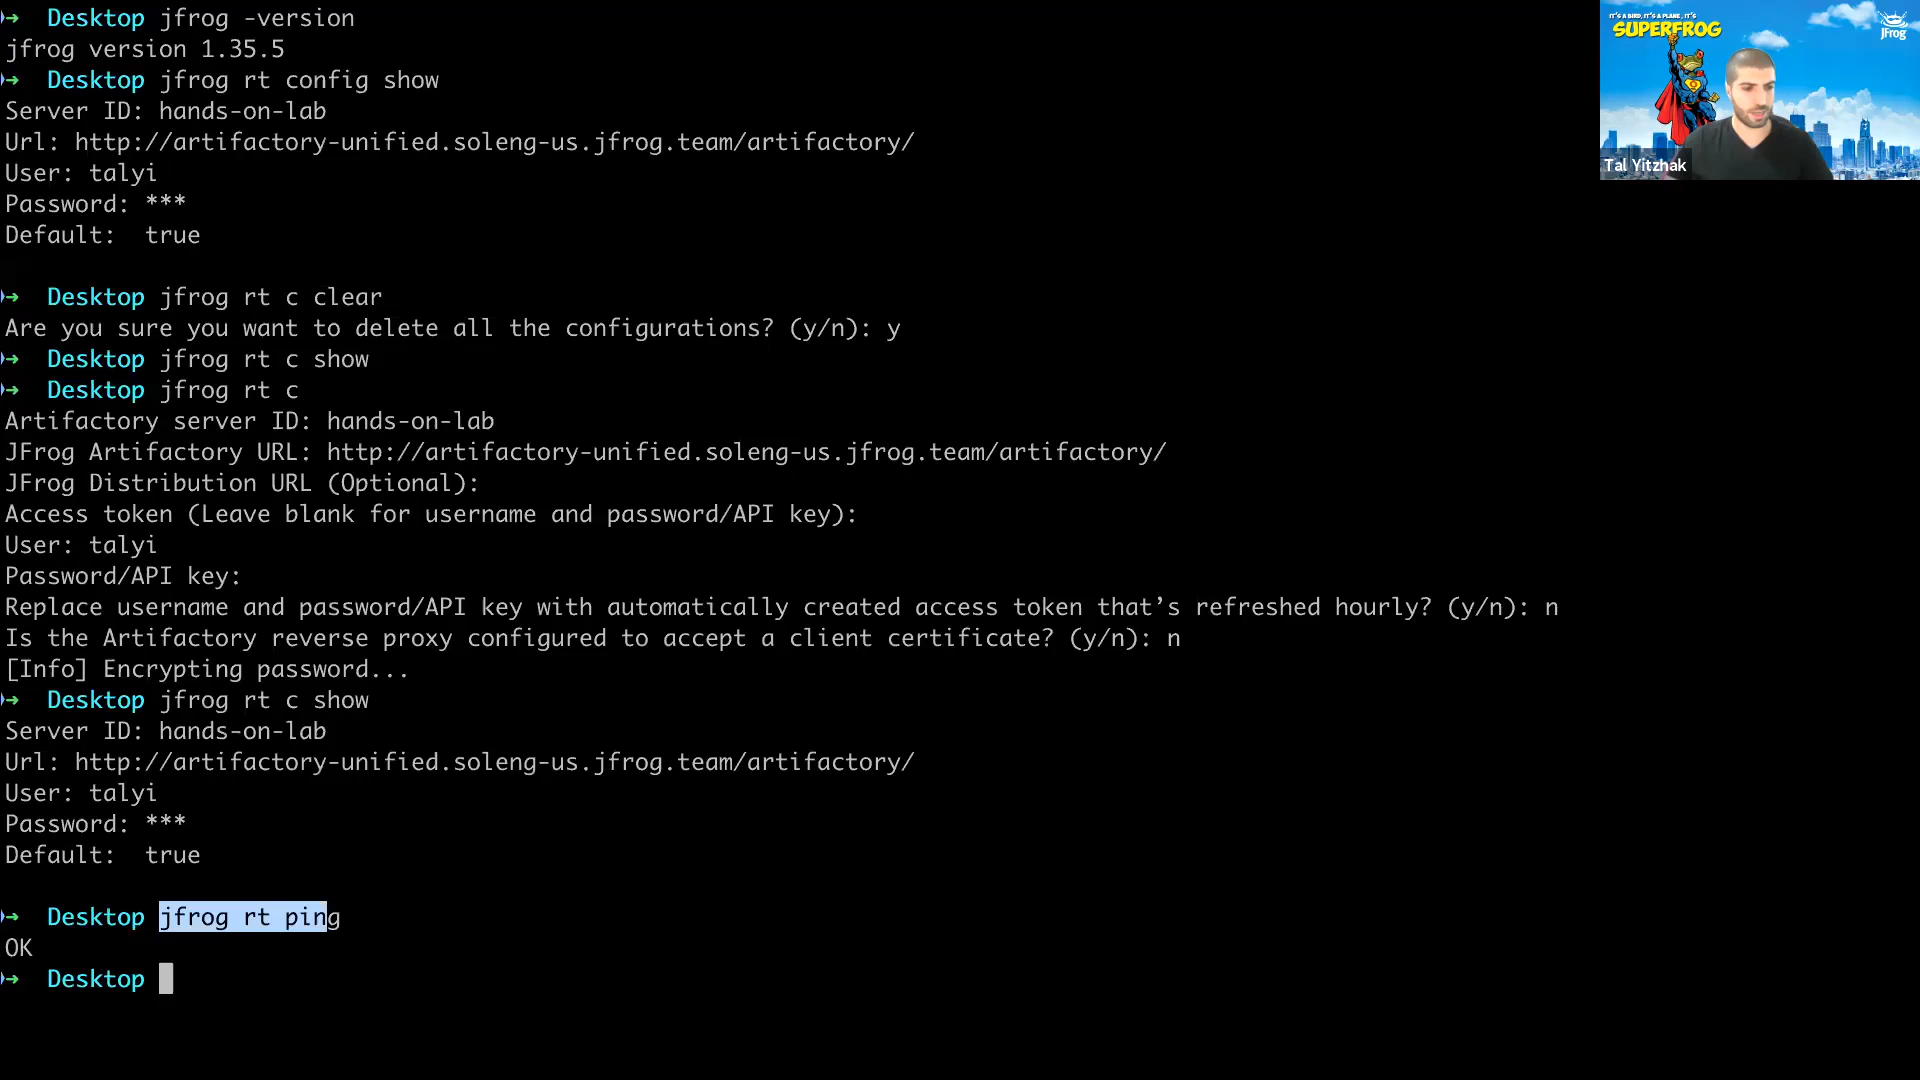 → Desktop jfrog -version
jfrog version 1.35.5
→ Desktop jfrog rt config show
Server ID: hands-on-lab
Url: http://artifactory-unified.soleng-us.jfrog.team/artifactory/
User: talyi
Password: ***
Default:  true
→ Desktop jfrog rt c clear
Are you sure you want to delete all the configurations? (y/n): y
→ Desktop jfrog rt c show
→ Desktop jfrog rt c
Artifactory server ID: hands-on-lab
JFrog Artifactory URL: http://artifactory-unified.soleng-us.jfrog.team/artifactory/
JFrog Distribution URL (Optional):
Access token (Leave blank for username and password/API key):
User: talyi
Password/API key:
Replace username and password/API key with automatically created access token that’s refreshed hourly? (y/n): n
Is the Artifactory reverse proxy configured to accept a client certificate? (y/n): n
[Info] Encrypting password...
→ Desktop jfrog rt c show
Server ID: hands-on-lab
Url: http://artifactory-unified.soleng-us.jfrog.team/artifactory/
User: talyi
Password: ***
Default:  true
→ Desktop jfrog rt ping
OK
→ Desktop
IT'S A BIRD, IT'S A PLANE, IT'S
SUPERFROG
JFrog
Tal Yitzhak